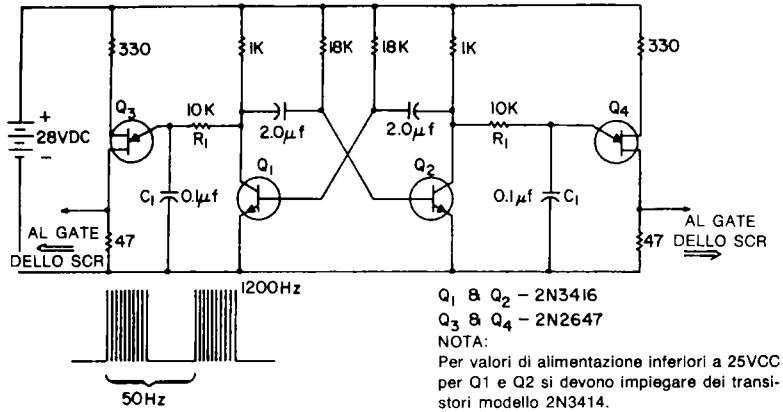 330
1K
18K
18K
1K
330
Q3
10K
R1
2.0μf
2.0μf
10K
R1
Q4
+
28VDC
−
C1
0.1μf
Q1
Q2
0.1μf
C1
AL GATE
DELLO SCR
47
47
AL GATE
DELLO SCR
1200Hz
50Hz
Q1 & Q2 – 2N3416
Q3 & Q4 – 2N2647
NOTA:
Per valori di alimentazione inferiori a 25VCC
per Q1 e Q2 si devono impiegare dei transi-
stori modello 2N3414.